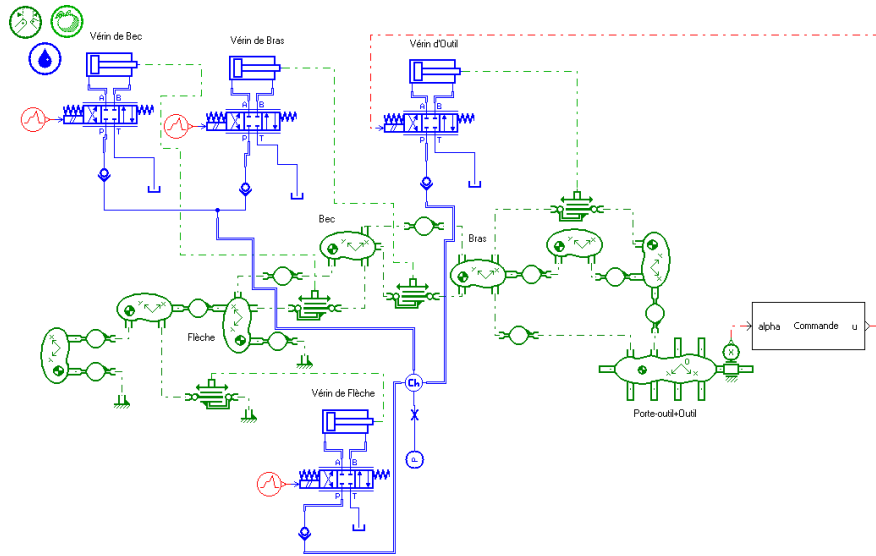 Vérin de Bec
Vérin de Bras
Vérin d'Outil
A B
A B
A B
P T
P T
P T
Bec
Bras
Flèche
alpha Commande u
Vérin de Flèche
Porte-outil+Outil
Ch
A B
P T
P